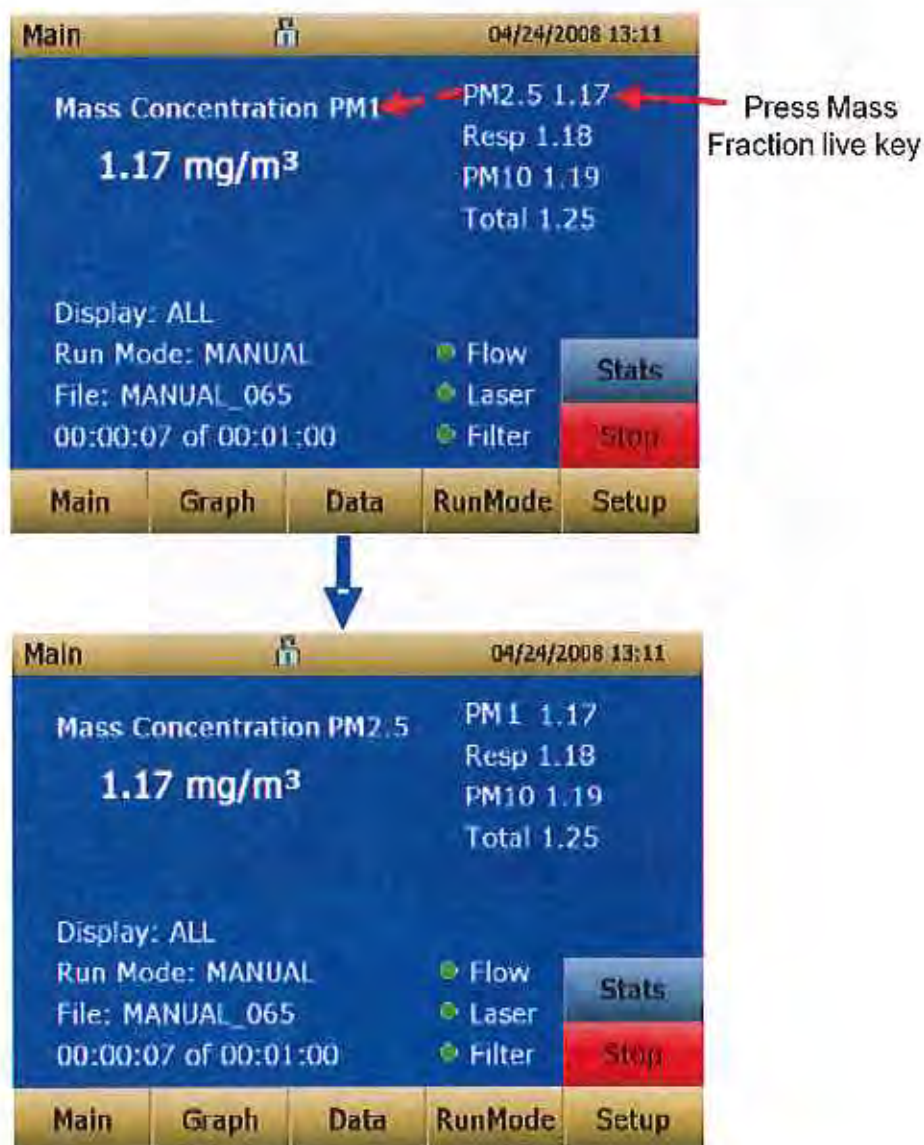 Main 04/24/2008 13:11
Mass Concentration PM1
1.17 mg/m³
PM2.5 1.17
Resp 1.18
PM10 1.19
Total 1.25
Press Mass
Fraction live key
Display: ALL
Run Mode: MANUAL
File: MANUAL_065
00:00:07 of 00:01:00
Flow
Laser
Filter
Stats
Stop
Main Graph Data RunMode Setup
Main 04/24/2008 13:11
Mass Concentration PM2.5
1.17 mg/m³
PM1 1.17
Resp 1.18
PM10 1.19
Total 1.25
Display: ALL
Run Mode: MANUAL
File: MANUAL_065
00:00:07 of 00:01:00
Flow
Laser
Filter
Stats
Stop
Main Graph Data RunMode Setup